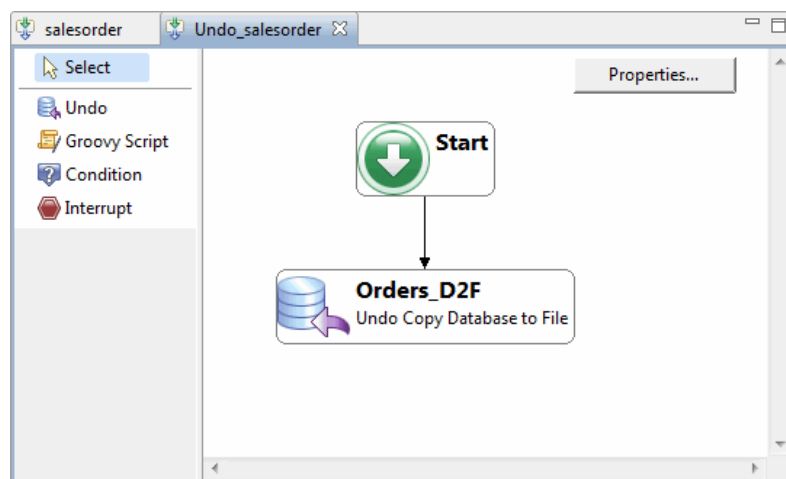 salesorder
Undo_salesorder
Select
Undo
Groovy Script
Condition
Interrupt
Properties...
Start
Orders_D2F
Undo Copy Database to File